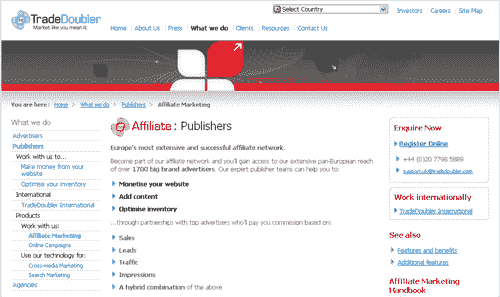 TradeDoubler
Market like you mean it.
Select Country
Investors | Careers | Site Map
Home | About Us | Press | What we do | Clients | Resources | Contact Us
You are here: Home > What we do > Publishers > Affiliate Marketing
What we do
Advertisers
Publishers
Work with us to...
Make money from your
website
Optimise your inventory
International
TradeDoubler International
Products
Work with us:
Affiliate Marketing
Online Campaigns
Use our technology for:
Cross-media Marketing
Search Marketing
Agencies
Affiliate : Publishers
Europe's most extensive and successful affiliate network.
Become part of our affiliate network and you'll gain access to our extensive pan-European reach
of over 1700 big brand advertisers. Our expert publisher teams can help you to:
Monetise your website
Add content
Optimise inventory
...through partnerships with top advertisers who'll pay you commission based on:
Sales
Leads
Traffic
Impressions
A hybrid combination of the above
Enquire Now
Register Online
+44 (0)20 7798 5889
support.uk@tradedoubler.com
Work internationally
TradeDoubler International
See also
Features and benefits
Additional features
Affiliate Marketing
Handbook